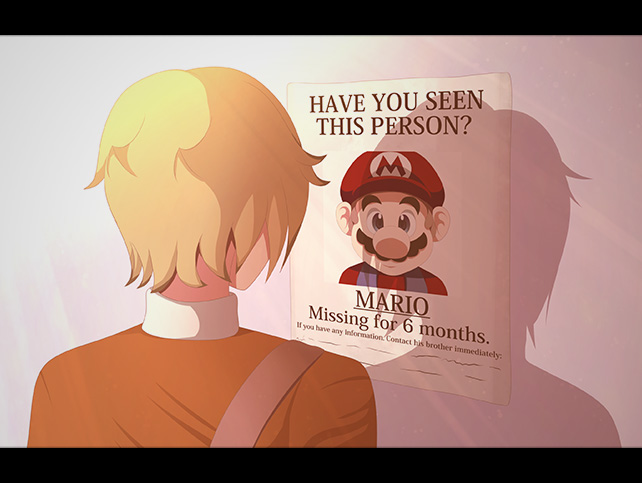 HAVE YOU SEEN
THIS PERSON?
M
MARIO
Missing for 6 months.
If you have any information. Contact his brother immediately: